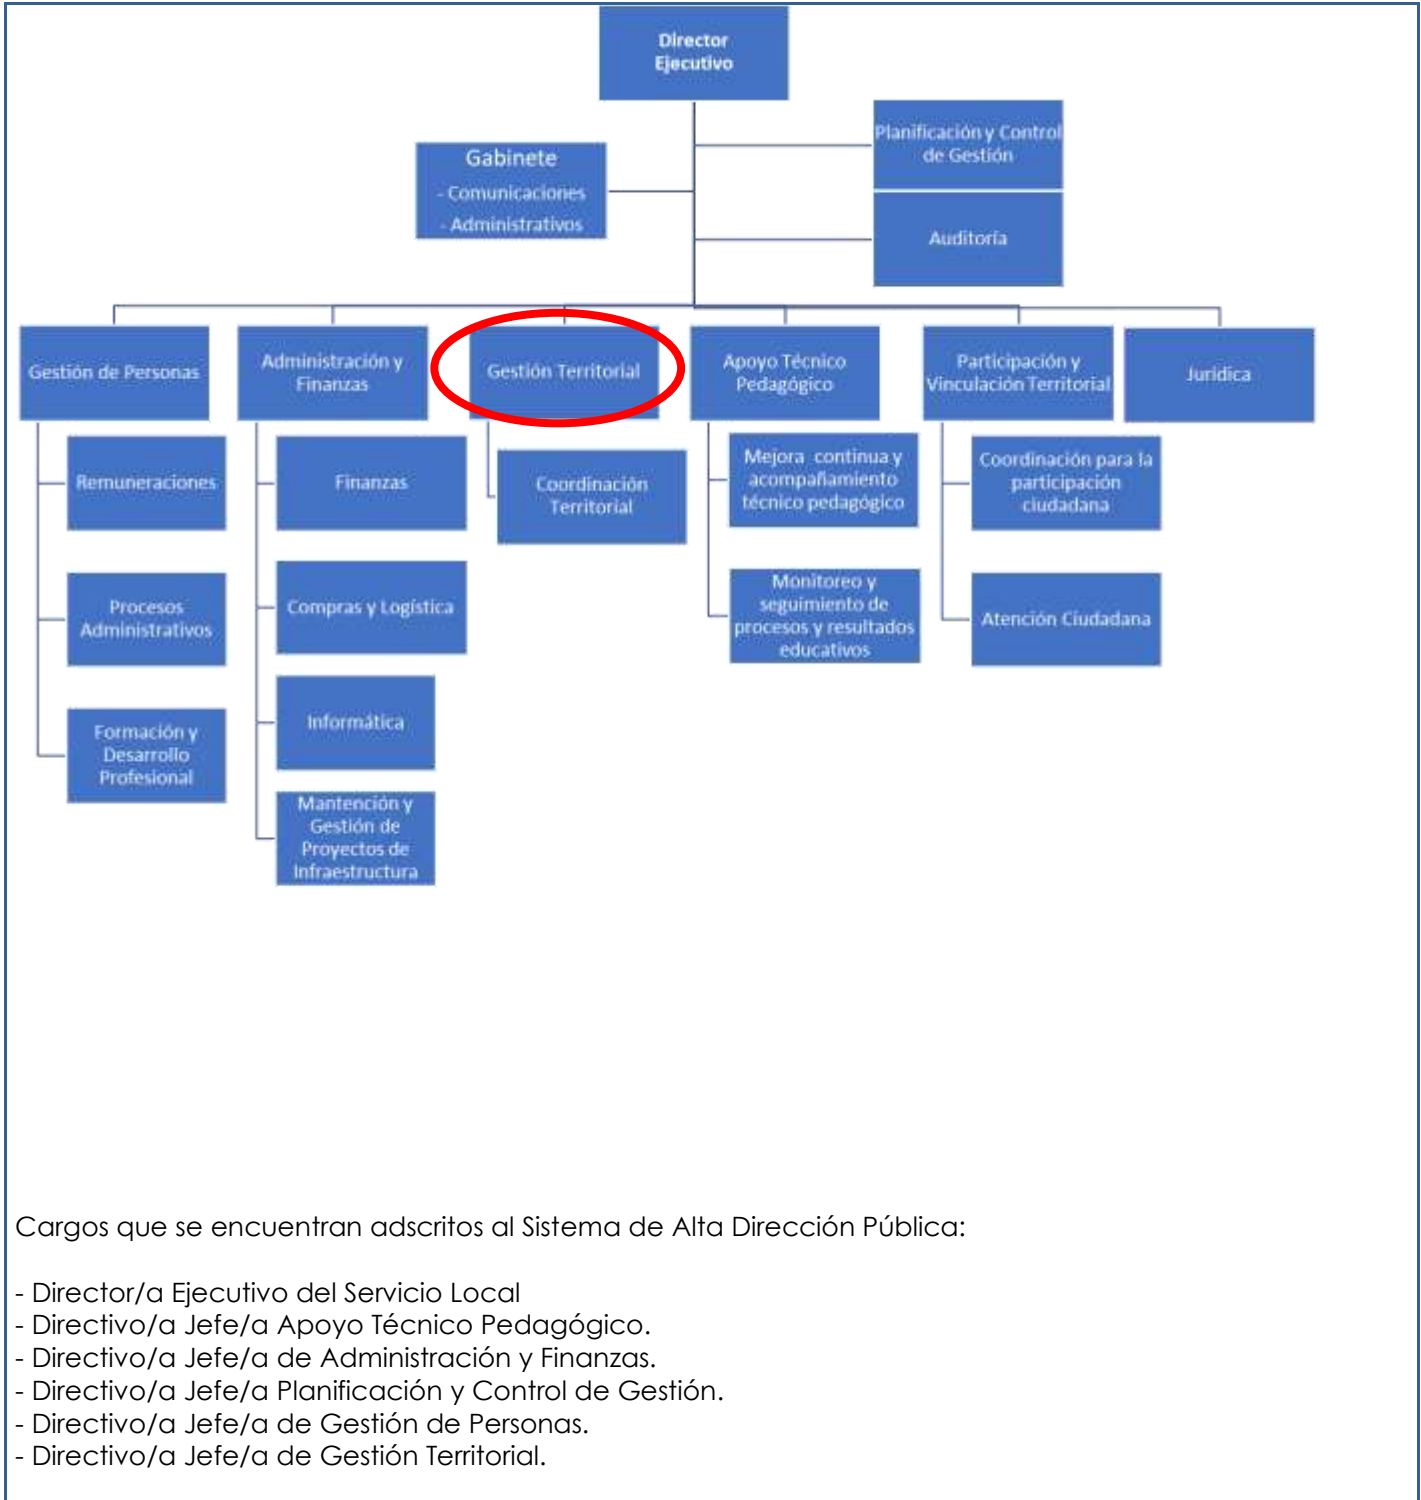 Director
Ejecutivo
Planificación y Control
de Gestión
Gabinete
- Comunicaciones
- Administrativos
Auditoría
Gestión de Personas
Administración y
Finanzas
Gestión Territorial
Apoyo Técnico
Pedagógico
Participación y
Vinculación Territorial
Jurídica
Remuneraciones
Procesos
Administrativos
Formación y
Desarrollo
Profesional
Finanzas
Compras y Logística
Informática
Mantención y
Gestión de
Proyectos de
Infraestructura
Coordinación
Territorial
Mejora continua y
acompañamiento
técnico pedagógico
Monitoreo y
seguimiento de
procesos y resultados
educativos
Coordinación para la
participación
ciudadana
Atención Ciudadana
Cargos que se encuentran adscritos al Sistema de Alta Dirección Pública:
- Director/a Ejecutivo del Servicio Local
- Directivo/a Jefe/a Apoyo Técnico Pedagógico.
- Directivo/a Jefe/a de Administración y Finanzas.
- Directivo/a Jefe/a Planificación y Control de Gestión.
- Directivo/a Jefe/a de Gestión de Personas.
- Directivo/a Jefe/a de Gestión Territorial.